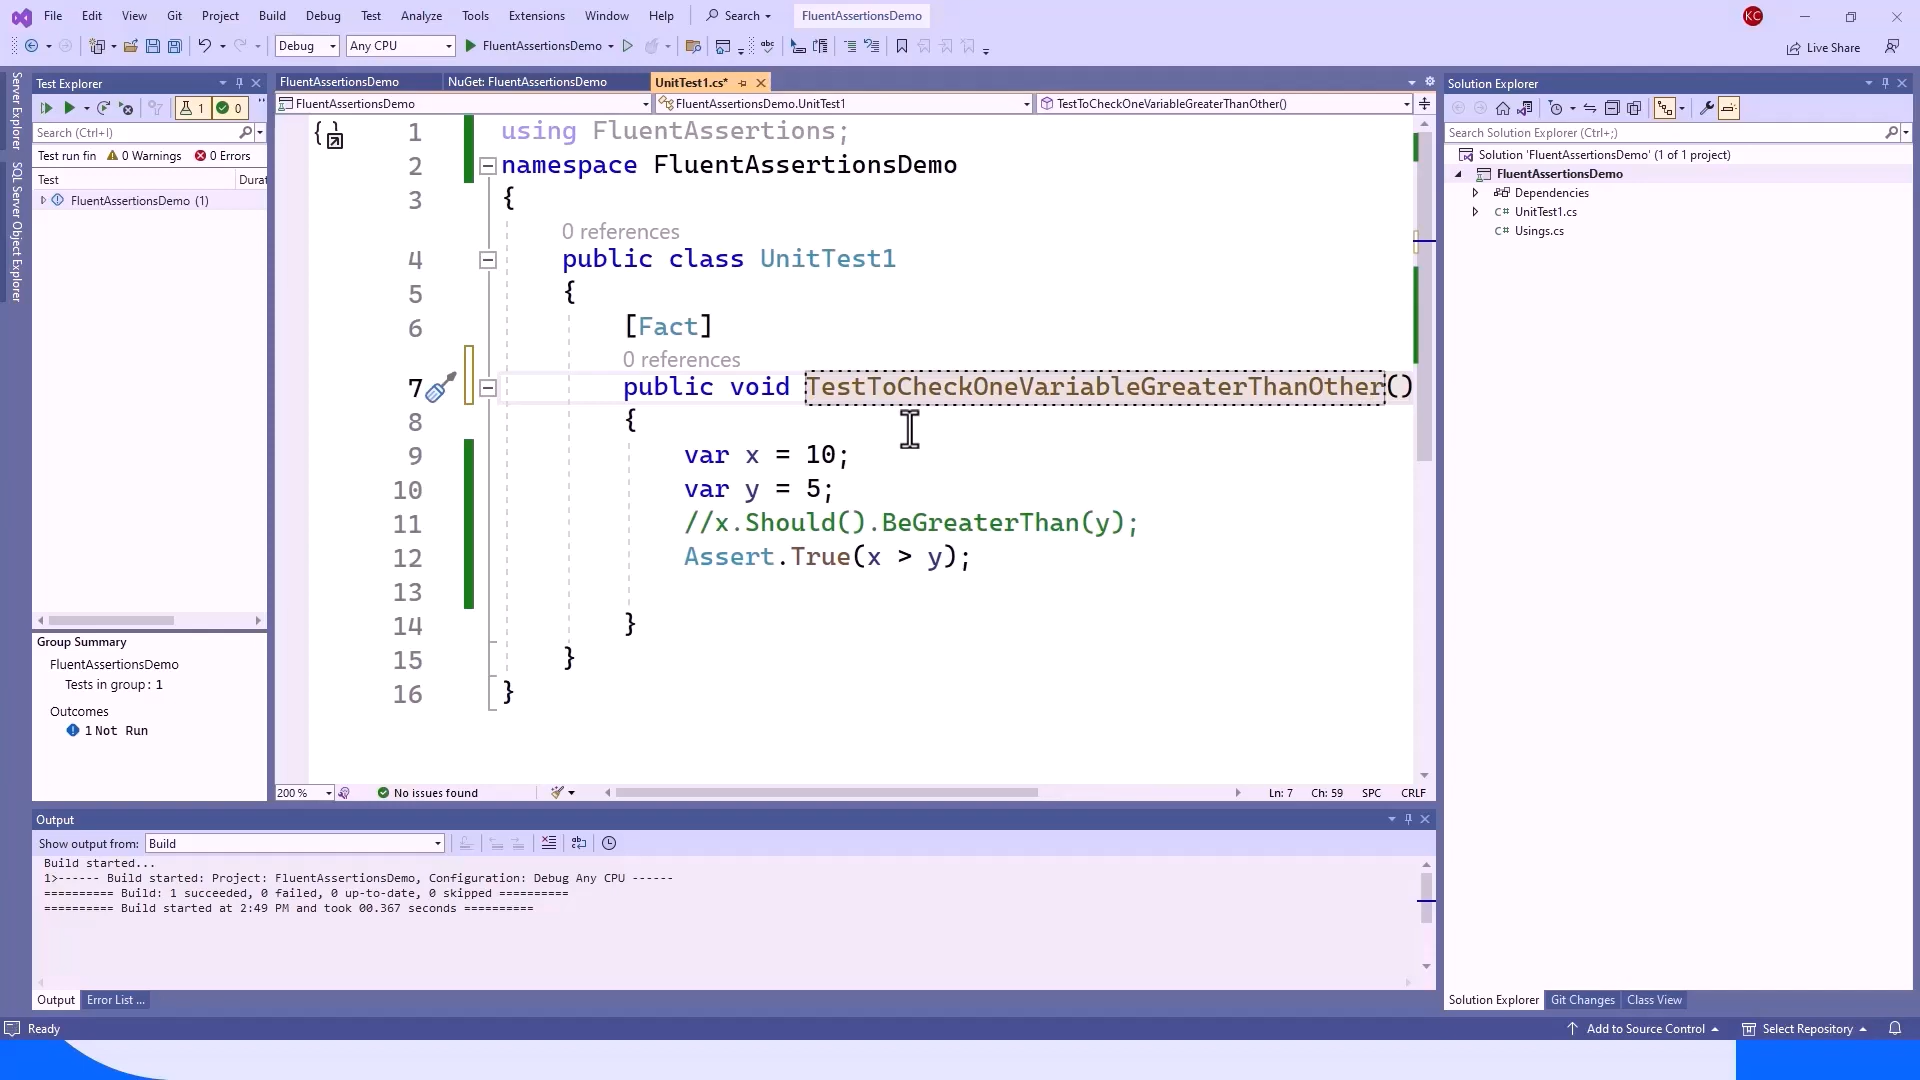 File Edit View Git Project Build Debug Test Analyze Tools Extensions Window Help Search FluentAssertionsDemo KC
Debug Any CPU FluentAssertionsDemo Live Share
Server Explorer
SQL Server Object Explorer
Test Explorer
1 0
Search (Ctrl+I)
Test run fin 0 Warnings 0 Errors
Test Durat
FluentAssertionsDemo (1)
Group Summary
FluentAssertionsDemo
Tests in group: 1
Outcomes
1 Not Run
FluentAssertionsDemo NuGet: FluentAssertionsDemo UnitTest1.cs*
FluentAssertionsDemo FluentAssertionsDemo.UnitTest1 TestToCheckOneVariableGreaterThanOther()
1 using FluentAssertions;
2 namespace FluentAssertionsDemo
3 {
0 references
4 public class UnitTest1
5 {
6 [Fact]
0 references
7 public void TestToCheckOneVariableGreaterThanOther()
8 {
9 var x = 10;
10 var y = 5;
11 //x.Should().BeGreaterThan(y);
12 Assert.True(x > y);
13
14 }
15 }
16 }
200 % No issues found Ln: 7 Ch: 59 SPC CRLF
Output
Show output from: Build
Build started...
1>------ Build started: Project: FluentAssertionsDemo, Configuration: Debug Any CPU ------
========== Build: 1 succeeded, 0 failed, 0 up-to-date, 0 skipped ==========
========== Build started at 2:49 PM and took 00.367 seconds ==========
Output Error List ...
Solution Explorer
Search Solution Explorer (Ctrl+;)
Solution 'FluentAssertionsDemo' (1 of 1 project)
FluentAssertionsDemo
Dependencies
C# UnitTest1.cs
C# Usings.cs
Solution Explorer Git Changes Class View
Ready Add to Source Control Select Repository